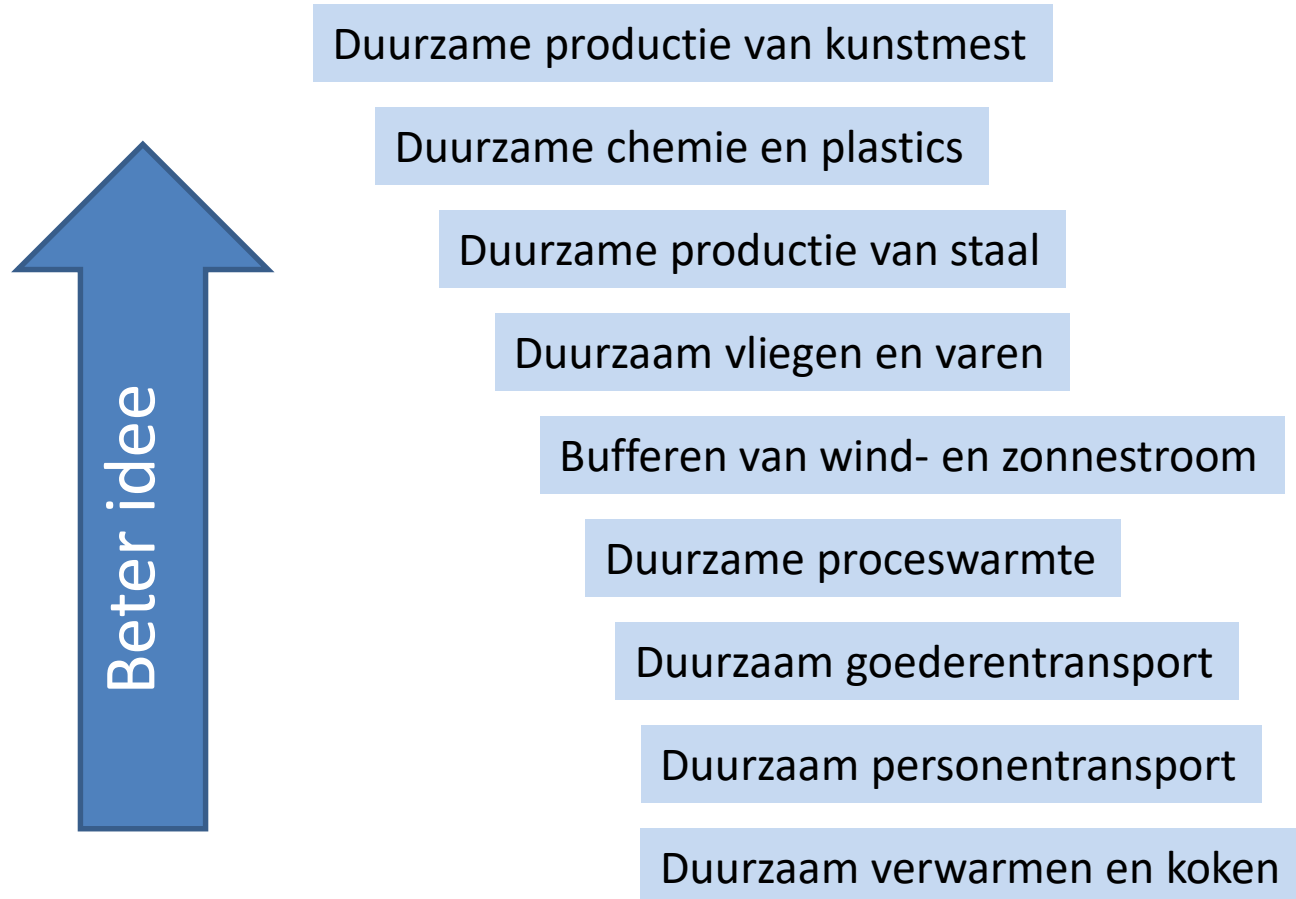 Duurzame productie van kunstmest
Duurzame chemie en plastics
Duurzame productie van staal
Duurzaam vliegen en varen
Bufferen van wind- en zonnestroom
Duurzame proceswarmte
Duurzaam goederentransport
Duurzaam personentransport
Duurzaam verwarmen en koken
Beter idee